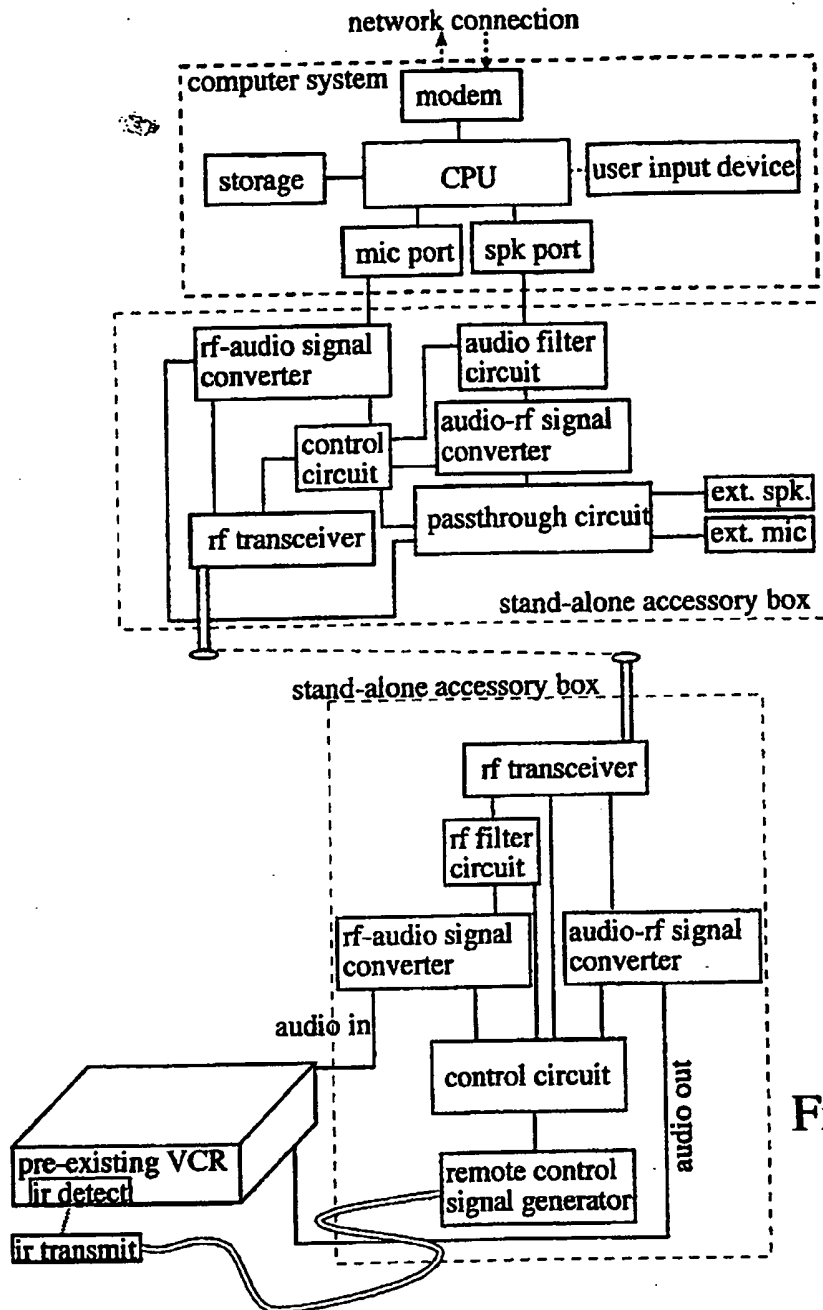 network connection
computer system
modem
storage
CPU
user input device
mic port
spk port
rf-audio signal
converter
audio filter
circuit
control
circuit
audio-rf signal
converter
rf transceiver
passthrough circuit
ext. spk.
ext. mic
stand-alone accessory box
stand-alone accessory box
rf transceiver
rf filter
circuit
rf-audio signal
converter
audio-rf signal
converter
audio in
control circuit
audio out
pre-existing VCR
ir detect
remote control
signal generator
ir transmit